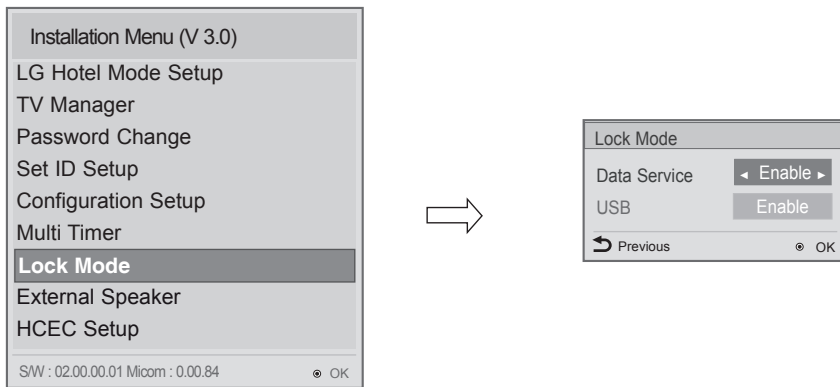 Installation Menu (V 3.0)
LG Hotel Mode Setup
TV Manager
Password Change
Set ID Setup
Configuration Setup
Multi Timer
Lock Mode
External Speaker
HCEC Setup
S/W : 02.00.00.01 Micom : 0.00.84 ◉ OK
Lock Mode
Data Service ◂ Enable ▸
USB Enable
Previous ◉ OK